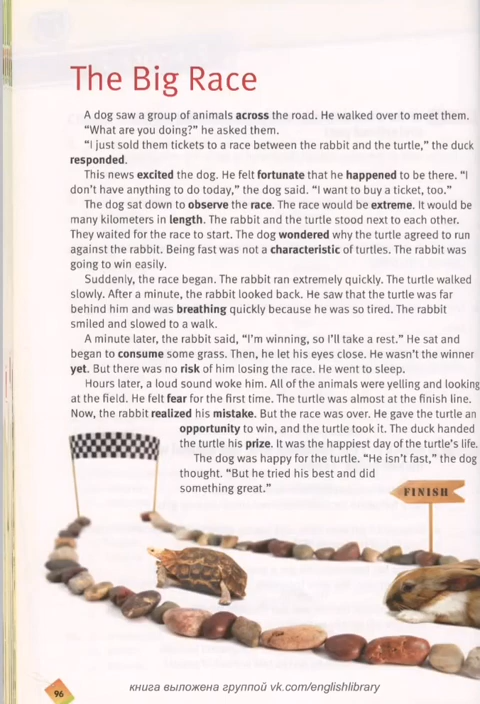 The Big Race
A dog saw a group of animals across the road. He walked over to meet them.
“What are you doing?” he asked them.
“I just sold them tickets to a race between the rabbit and the turtle,” the duck
responded.
This news excited the dog. He felt fortunate that he happened to be there. “I
don’t have anything to do today,” the dog said. “I want to buy a ticket, too.”
The dog sat down to observe the race. The race would be extreme. It would be
many kilometers in length. The rabbit and the turtle stood next to each other.
They waited for the race to start. The dog wondered why the turtle agreed to run
against the rabbit. Being fast was not a characteristic of turtles. The rabbit was
going to win easily.
Suddenly, the race began. The rabbit ran extremely quickly. The turtle walked
slowly. After a minute, the rabbit looked back. He saw that the turtle was far
behind him and was breathing quickly because he was so tired. The rabbit
smiled and slowed to a walk.
A minute later, the rabbit said, “I’m winning, so I’ll take a rest.” He sat and
began to consume some grass. Then, he let his eyes close. He wasn’t the winner
yet. But there was no risk of him losing the race. He went to sleep.
Hours later, a loud sound woke him. All of the animals were yelling and looking
at the field. He felt fear for the first time. The turtle was almost at the finish line.
Now, the rabbit realized his mistake. But the race was over. He gave the turtle an
opportunity to win, and the turtle took it. The duck handed
the turtle his prize. It was the happiest day of the turtle’s life.
The dog was happy for the turtle. “He isn’t fast,” the dog
thought. “But he tried his best and did
something great.”
FINISH
96
книга выложена группой vk.com/englishlibrary